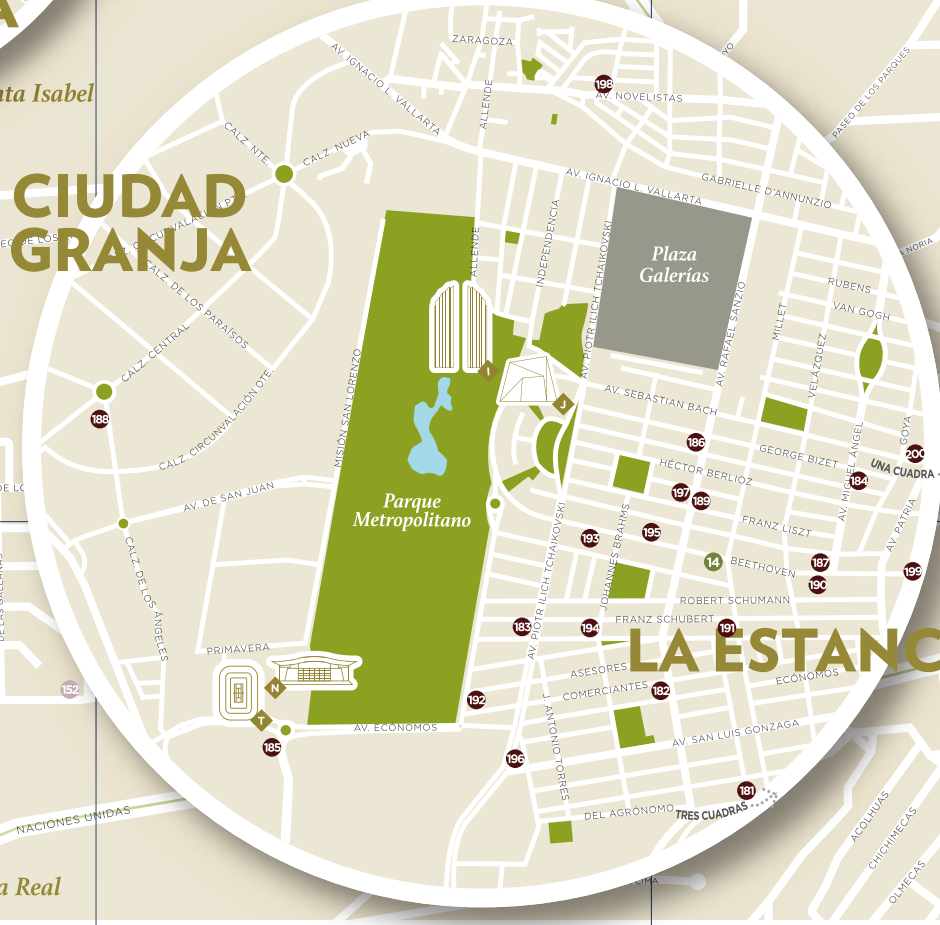 ZARAGOZA
AV. IGNACIO L. VALLARTA
ALLENDE
198
AV. NOVELISTAS
PASEO DE LOS PARQUES
nta Isabel
CALZ. NTE.
CALZ. NUEVA
AV. IGNACIO L. VALLARTA
GABRIELLE D'ANNUNZIO
CIUDAD
GRANJA
INDEPENDENCIA
ALLENDE
AV. PIOTR ILICH TCHAIKOVSKI
Plaza
Galerías
A NORIA
RUBENS
VAN GOGH
CALZ. DE LOS PARAÍSOS
CALZ. CENTRAL
MISIÓN SAN LORENZO
AV. RAFAEL SANZIO
MILLET
VELÁZQUEZ
I
J
AV. SEBASTIAN BACH
188
CALZ. CIRCUNVALACIÓN OTE.
186
GEORGE BIZET
AV. MIGUEL ÁNGEL
GOYA
200
UNA CUADRA
HÉCTOR BERLIOZ
184
AV. DE SAN JUAN
Parque
Metropolitano
197
189
AV. PATRIA
FRANZ LISZT
193
195
JOHANNES BRAHMS
AV. PIOTR ILICH TCHAIKOVSKI
14
BEETHOVEN
187
190
199
CALZ. DE LOS ÁNGELES
ROBERT SCHUMANN
183
194
FRANZ SCHUBERT
191
LA ESTANC
PRIMAVERA
ASESORES
ECÓNOMOS
152
N
T
COMERCIANTES
182
192
185
AV. ECÓNOMOS
J. ANTONIO TORRES
AV. SAN LUIS GONZAGA
196
181
DEL AGRÓNOMO
TRES CUADRAS
NACIONES UNIDAS
ACOLHUAS
CHICHIMECAS
OLMECAS
a Real